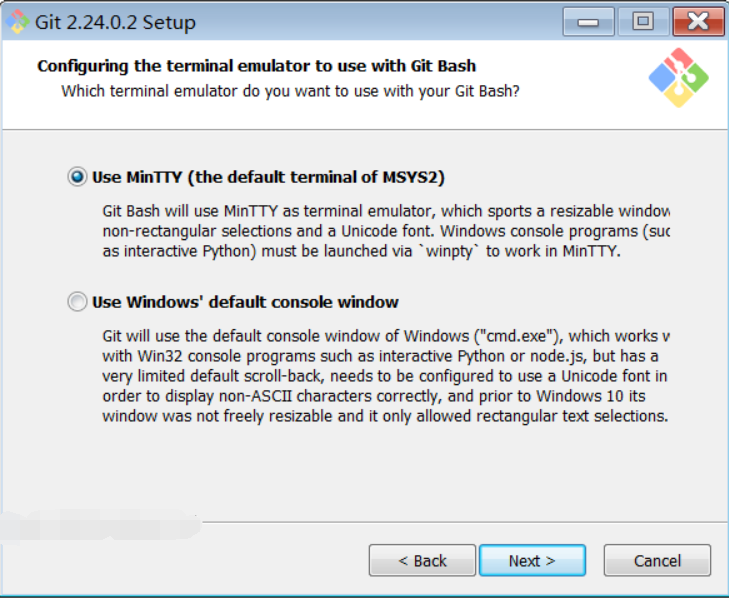 Git 2.24.0.2 Setup
Configuring the terminal emulator to use with Git Bash
Which terminal emulator do you want to use with your Git Bash?
Use MinTTY (the default terminal of MSYS2)
Git Bash will use MinTTY as terminal emulator, which sports a resizable window
non-rectangular selections and a Unicode font. Windows console programs (suc
as interactive Python) must be launched via `winpty` to work in MinTTY.
Use Windows' default console window
Git will use the default console window of Windows ("cmd.exe"), which works w
with Win32 console programs such as interactive Python or node.js, but has a
very limited default scroll-back, needs to be configured to use a Unicode font in
order to display non-ASCII characters correctly, and prior to Windows 10 its
window was not freely resizable and it only allowed rectangular text selections.
< Back
Next >
Cancel